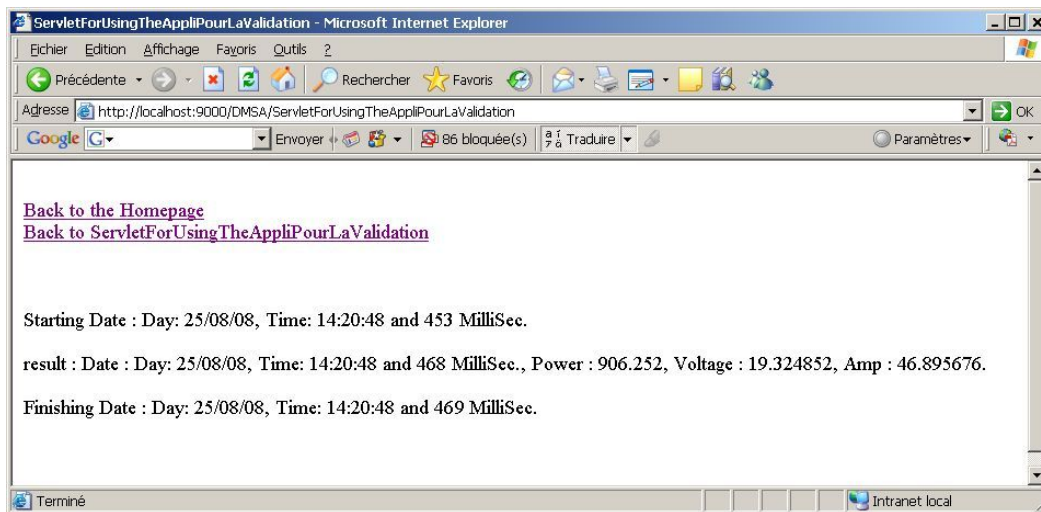 ServletForUsingTheAppliPourLaValidation - Microsoft Internet Explorer
Fichier Edition Affichage Favoris Outils ?
Précédente Rechercher Favoris
Adresse http://localhost:9000/DMSA/ServletForUsingTheAppliPourLaValidation OK
Google G Envoyer 86 bloquée(s) Traduire Paramètres
Back to the Homepage
Back to ServletForUsingTheAppliPourLaValidation
Starting Date : Day: 25/08/08, Time: 14:20:48 and 453 MilliSec.
result : Date : Day: 25/08/08, Time: 14:20:48 and 468 MilliSec., Power : 906.252, Voltage : 19.324852, Amp : 46.895676.
Finishing Date : Day: 25/08/08, Time: 14:20:48 and 469 MilliSec.
Terminé Intranet local